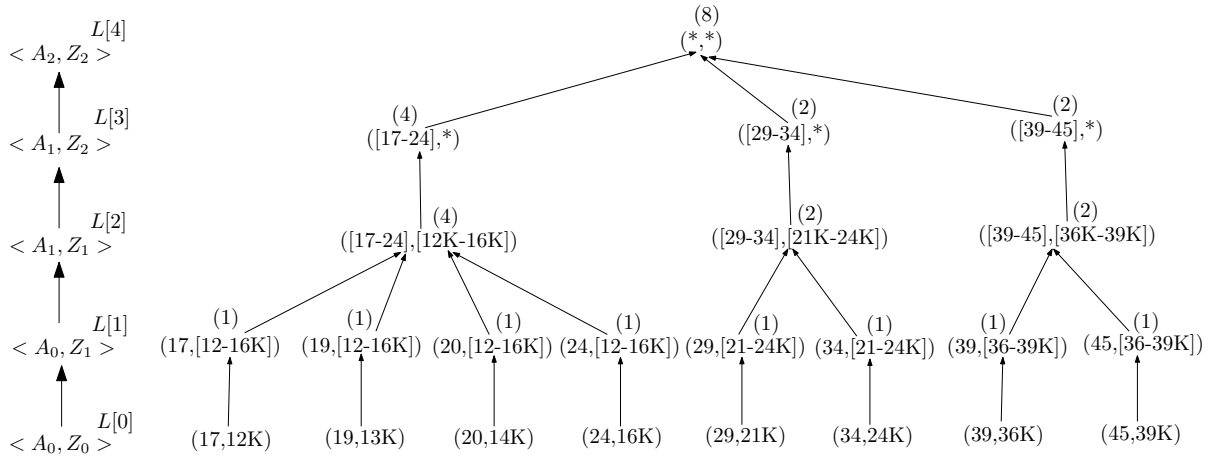 L[4]
< A₂, Z₂ >
(8)
(*,*)
L[3]
< A₁, Z₂ >
(4)
([17-24],*)
(2)
([29-34],*)
(2)
([39-45],*)
L[2]
< A₁, Z₁ >
(4)
([17-24],[12K-16K])
(2)
([29-34],[21K-24K])
(2)
([39-45],[36K-39K])
L[1]
< A₀, Z₁ >
(1) (1) (1) (1) (1) (1) (1) (1)
(17,[12-16K]) (19,[12-16K]) (20,[12-16K]) (24,[12-16K]) (29,[21-24K]) (34,[21-24K]) (39,[36-39K]) (45,[36-39K])
L[0]
< A₀, Z₀ >
(17,12K) (19,13K) (20,14K) (24,16K) (29,21K) (34,24K) (39,36K) (45,39K)